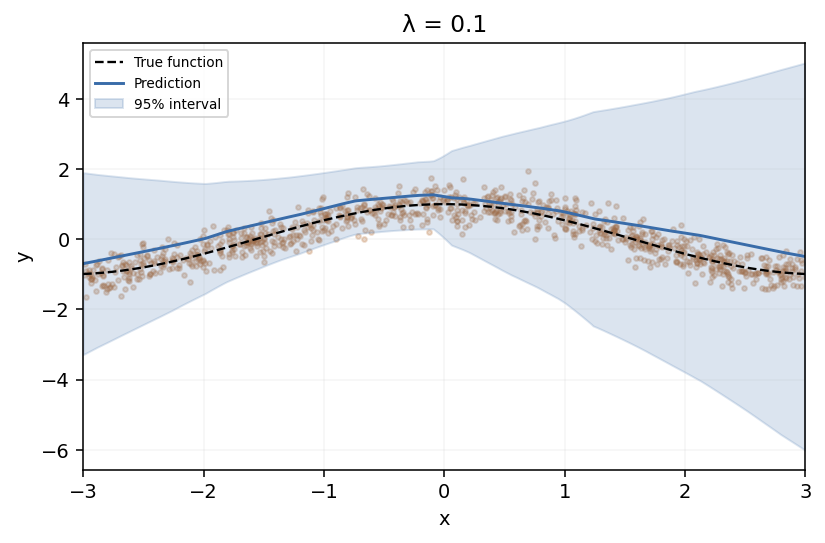 λ = 0.1
True function
Prediction
95% interval
4
2
0
−2
−4
−6
y
−3 −2 −1 0 1 2 3
x